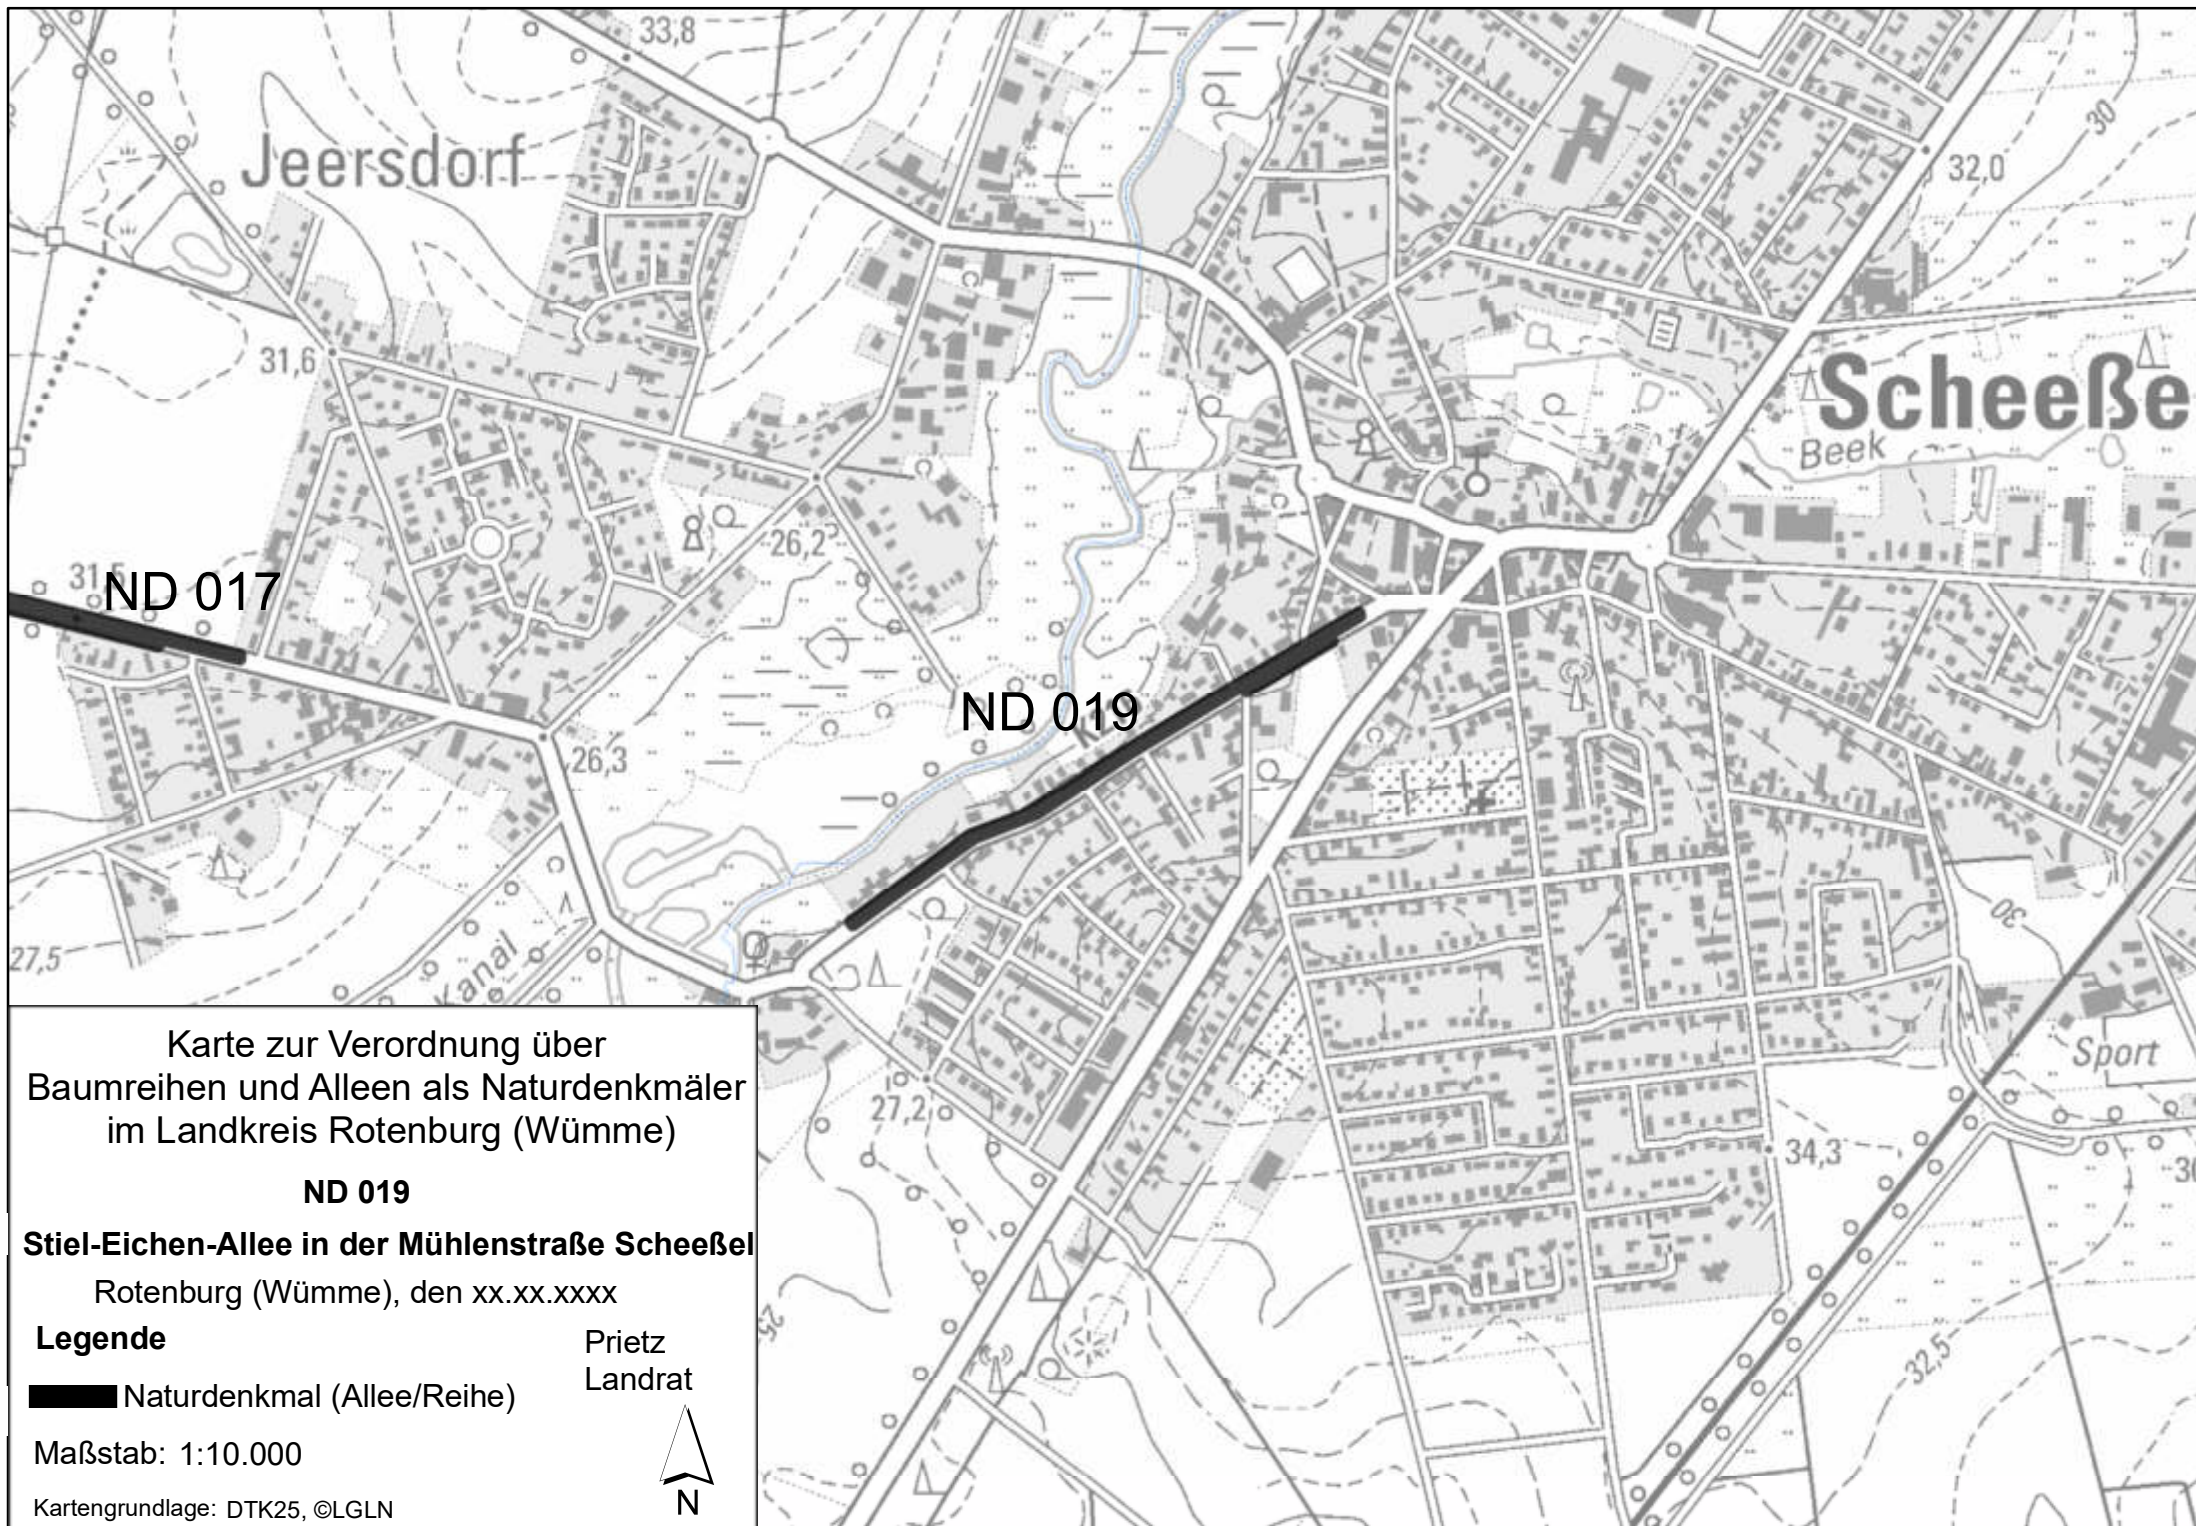 33,8
Jeersdorf
30
32,0
31,6
Scheeße
Beek
26,2
31,5
ND 017
ND 019
26,3
30
27,5
Kanal
Sport
27,2
34,3
30
25
32,5
Karte zur Verordnung über
Baumreihen und Alleen als Naturdenkmäler
im Landkreis Rotenburg (Wümme)
ND 019
Stiel-Eichen-Allee in der Mühlenstraße Scheeßel
Rotenburg (Wümme), den xx.xx.xxxx
Legende
Prietz
Landrat
Naturdenkmal (Allee/Reihe)
Maßstab: 1:10.000
N
Kartengrundlage: DTK25, ©LGLN